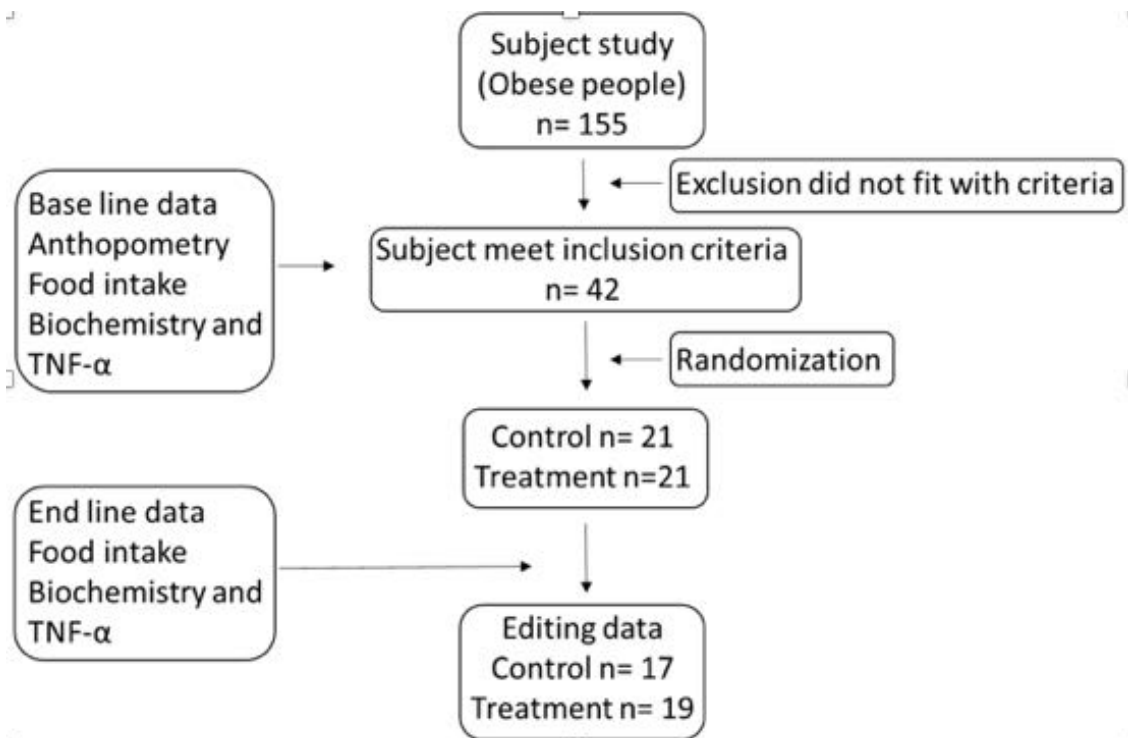 Subject study
(Obese people)
n= 155
Exclusion did not fit with criteria
Base line data
Anthopometry
Food intake
Biochemistry and
TNF-α
Subject meet inclusion criteria
n= 42
Randomization
Control n= 21
Treatment n=21
End line data
Food intake
Biochemistry and
TNF-α
Editing data
Control n= 17
Treatment n= 19